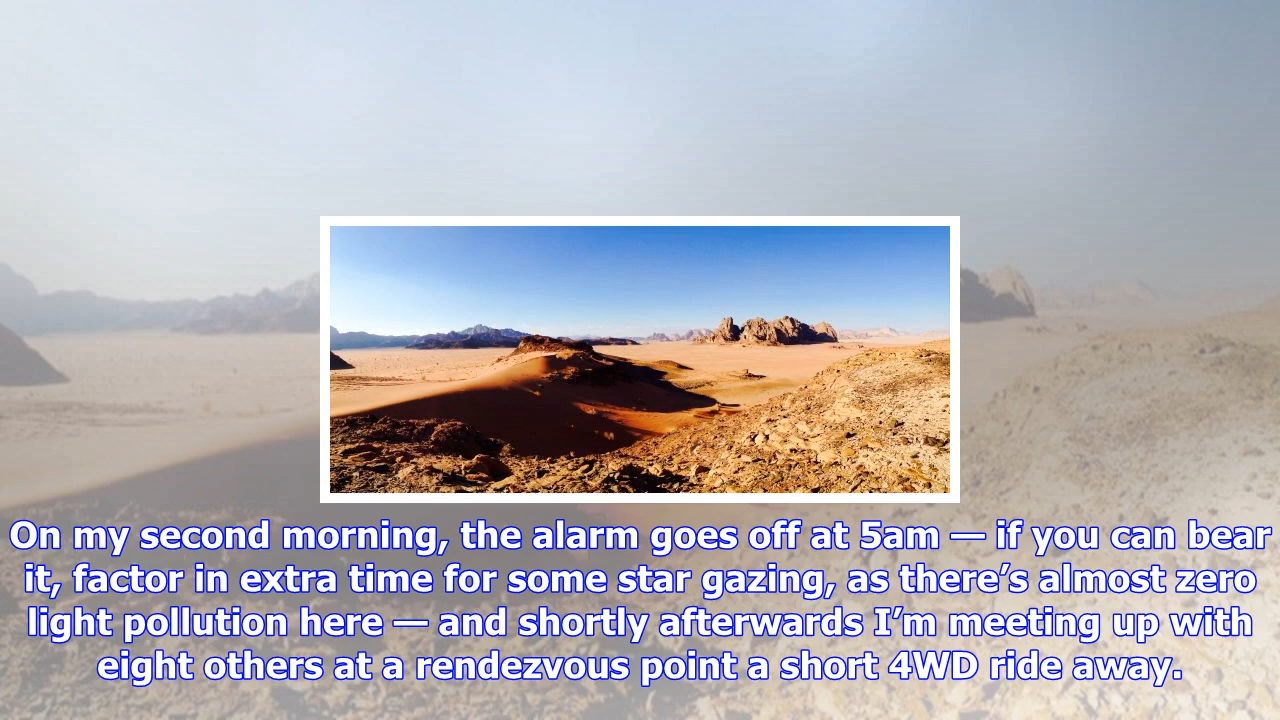 On my second morning, the alarm goes off at 5am — if you can bear
it, factor in extra time for some star gazing, as there’s almost zero
light pollution here — and shortly afterwards I’m meeting up with
eight others at a rendezvous point a short 4WD ride away.